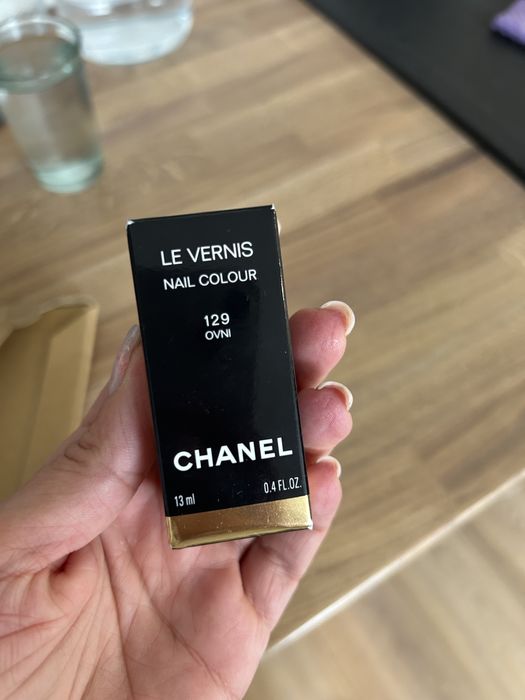 LE VERNIS
NAIL COLOUR
129
OVNI
CHANEL
13 ml 0.4 FL.OZ.